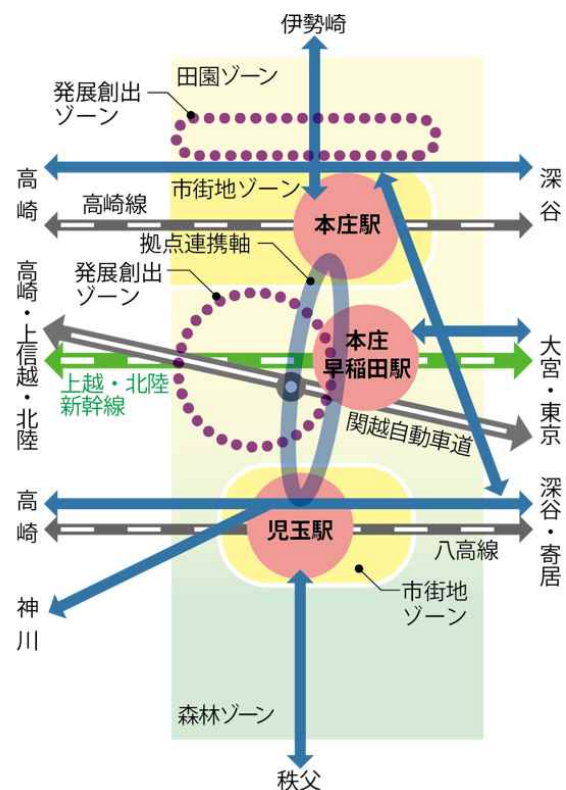 伊勢崎
田園ゾーン
発展創出
ゾーン
高崎
深谷
市街地ゾーン
高崎線
本庄駅
拠点連携軸
発展創出
ゾーン
高崎・上信越・北陸
本庄
早稲田駅
大宮・東京
上越・北陸
新幹線
関越自動車道
高崎
深谷・寄居
児玉駅
八高線
神川
市街地
ゾーン
森林ゾーン
秩父